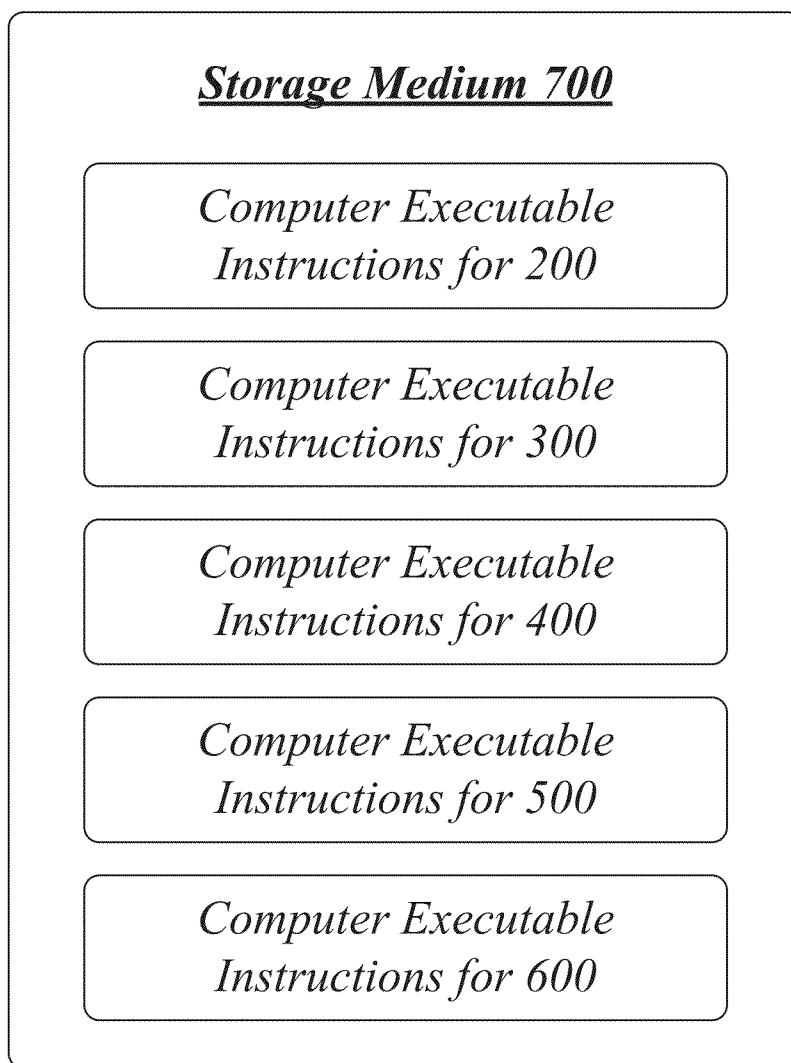 Storage Medium 700
Computer Executable
Instructions for 200
Computer Executable
Instructions for 300
Computer Executable
Instructions for 400
Computer Executable
Instructions for 500
Computer Executable
Instructions for 600